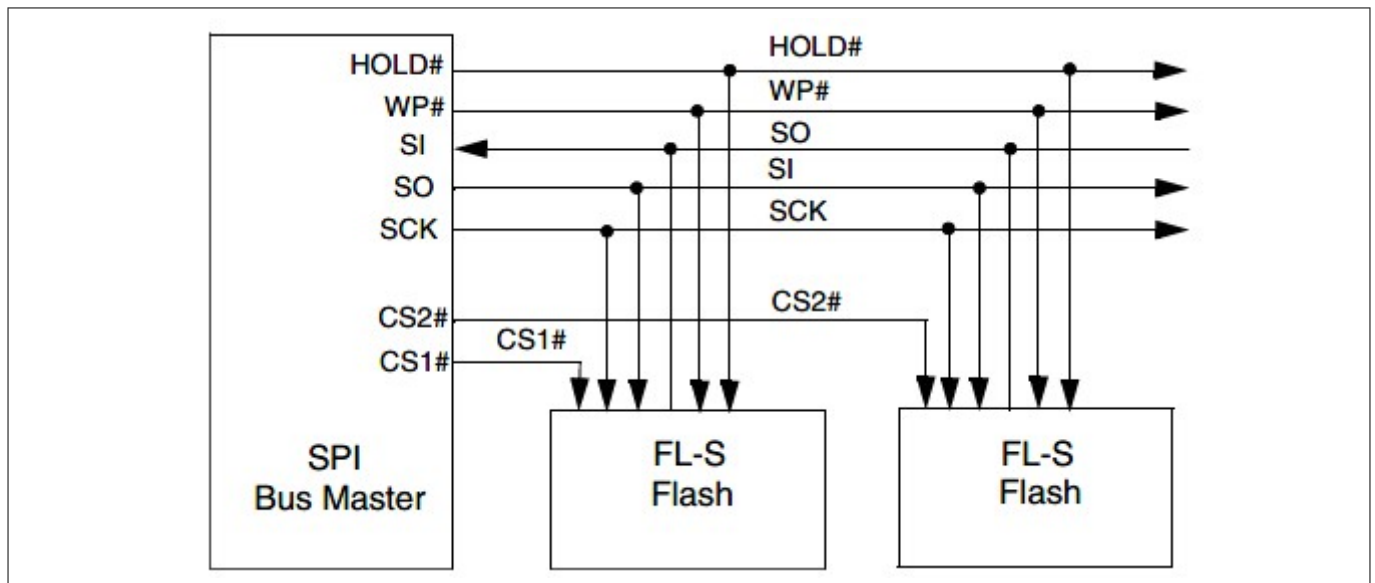 HOLD#
HOLD#
WP#
WP#
SI
SO
SO
SI
SCK
SCK
CS2#
CS2#
CS1#
CS1#
SPI
Bus Master
FL-S
Flash
FL-S
Flash